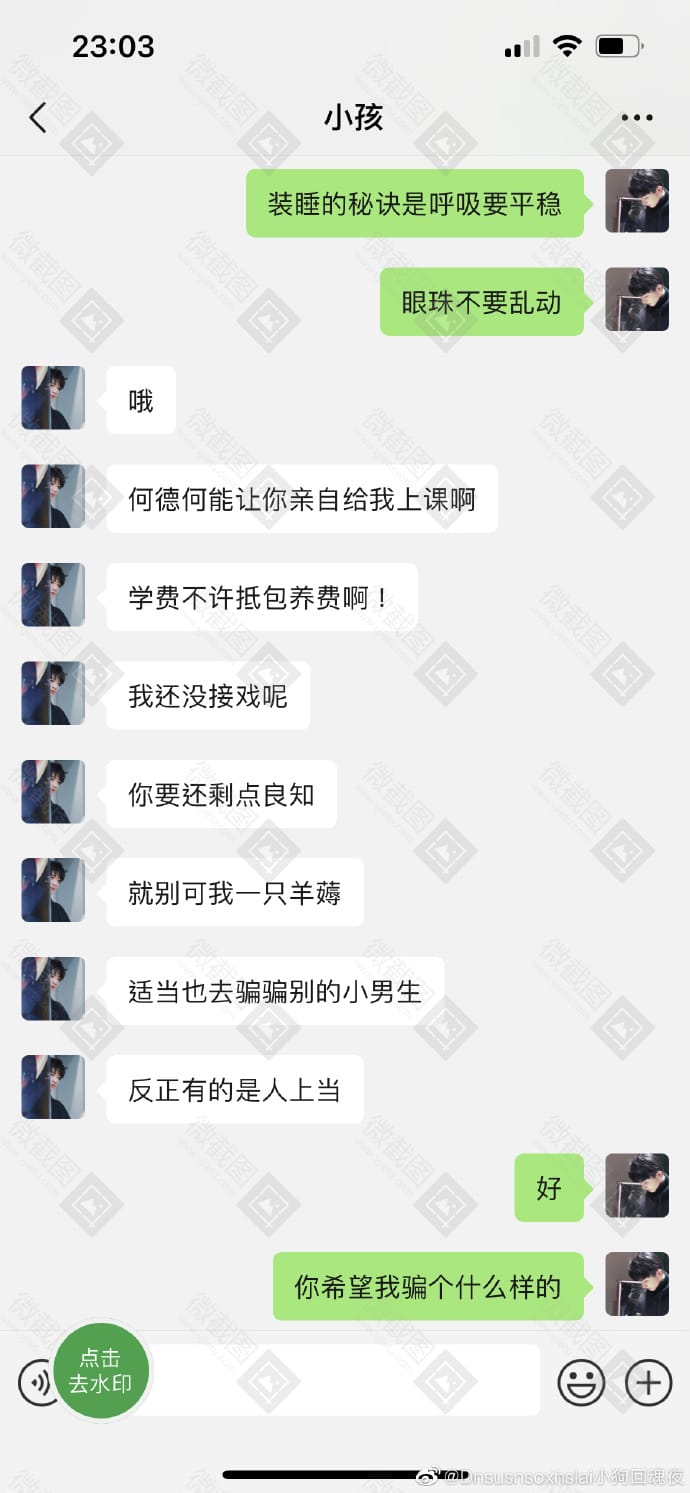 23:03
小孩
装睡的秘诀是呼吸要平稳
眼珠不要乱动
哦
何德何能让你亲自给我上课啊
学费不许抵包养费啊！
我还没接戏呢
你要还剩点良知
就别可我一只羊薅
适当也去骗骗别的小男生
反正有的是人上当
好
你希望我骗个什么样的
点击
去水印
微截图
@Dnsusnsoxhslai小狗回魂夜